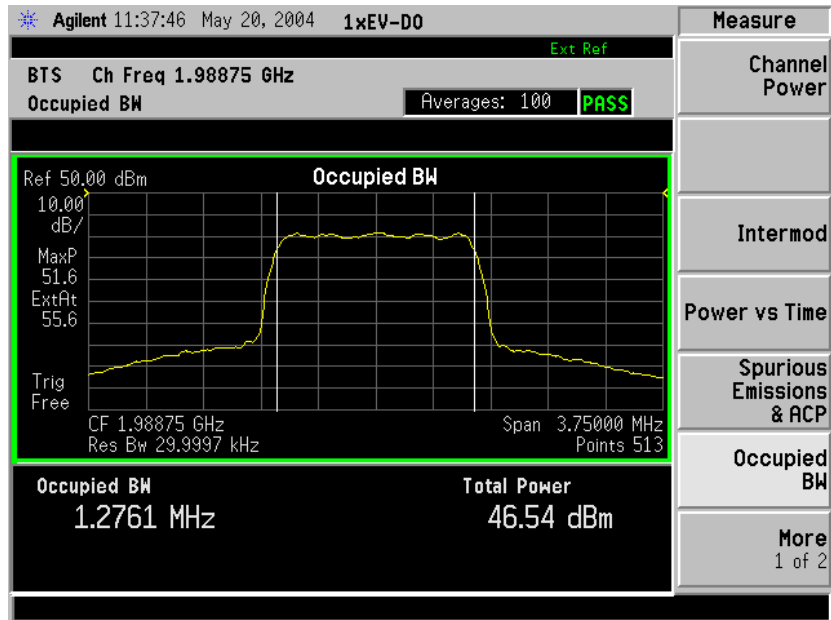 Agilent 11:37:46 May 20, 2004 1xEV-DO Measure
Ext Ref
BTS Ch Freq 1.98875 GHz
Occupied BW
Averages: 100 PASS
Channel
Power
Ref 50.00 dBm
Occupied BW
10.00
dB/
MaxP
51.6
ExtAt
55.6
Trig
Free
CF 1.98875 GHz Span 3.75000 MHz
Res Bw 29.9997 kHz Points 513
Occupied BW Total Power
1.2761 MHz 46.54 dBm
Intermod
Power vs Time
Spurious
Emissions
& ACP
Occupied
BW
More
1 of 2